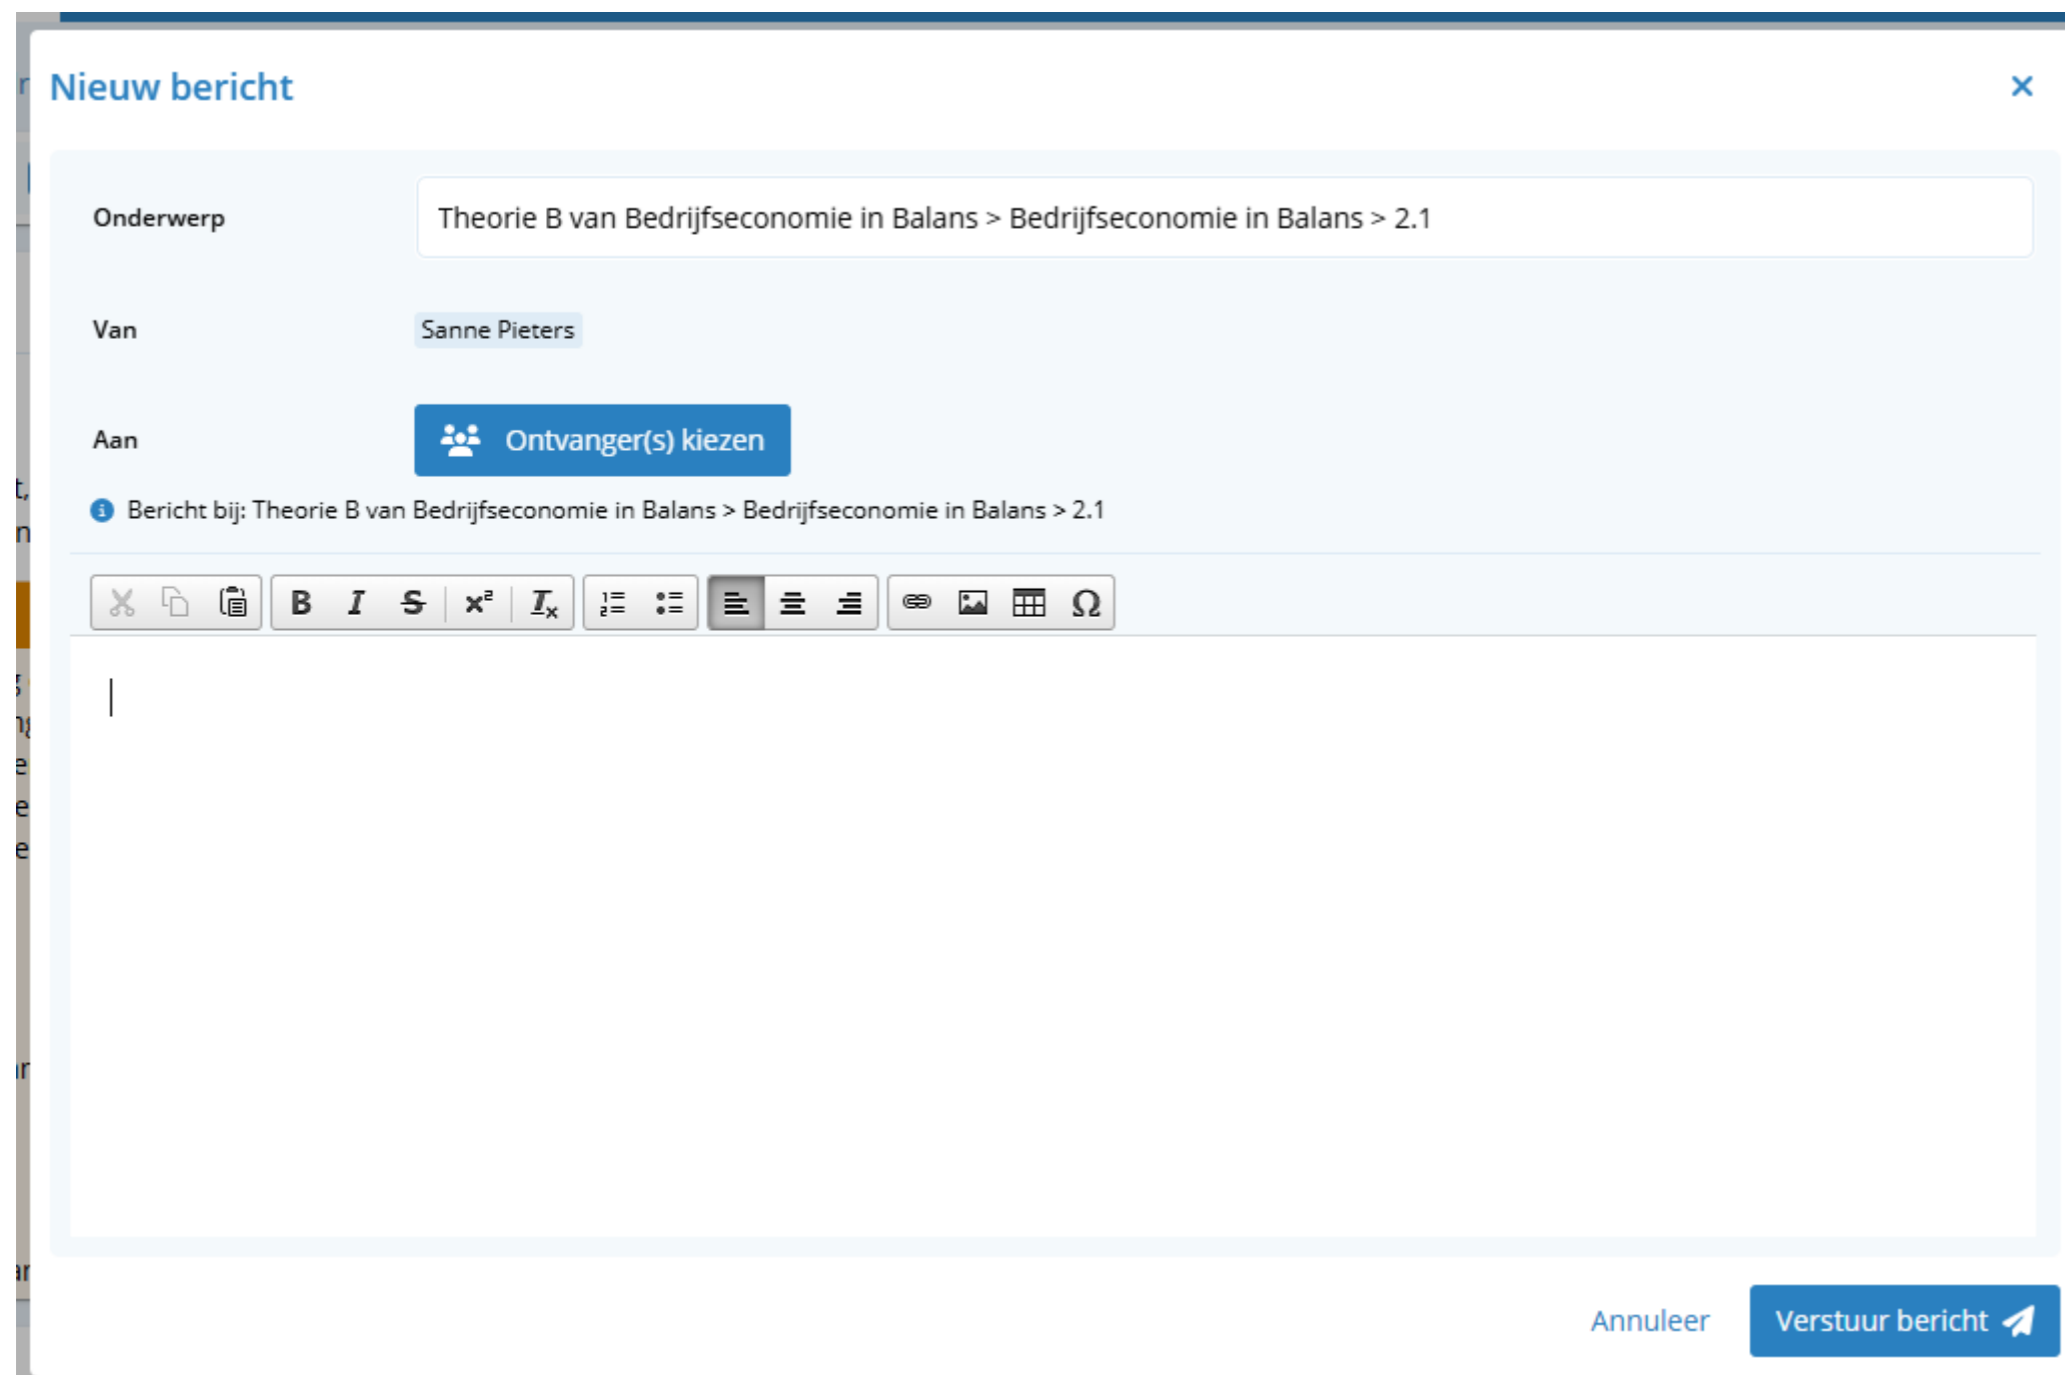 Nieuw bericht
Onderwerp
Theorie B van Bedrijfseconomie in Balans > Bedrijfseconomie in Balans > 2.1
Van
Sanne Pieters
Aan
Ontvanger(s) kiezen
Bericht bij: Theorie B van Bedrijfseconomie in Balans > Bedrijfseconomie in Balans > 2.1
Annuleer
Verstuur bericht